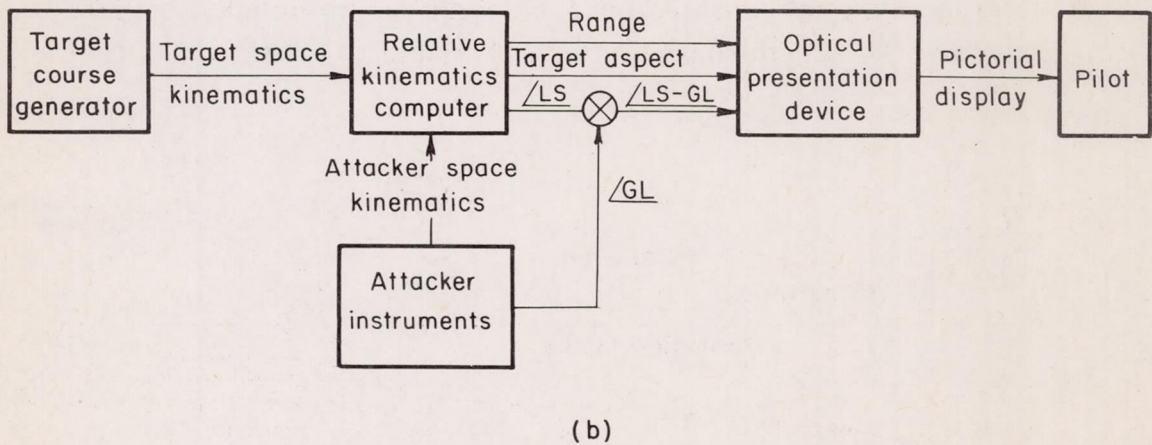 Target
course
generator
Target space
kinematics
Relative
kinematics
computer
Range
Target aspect
∠LS
∠LS-GL
Optical
presentation
device
Pictorial
display
Pilot
Attacker space
kinematics
∠GL
Attacker
instruments
(b)